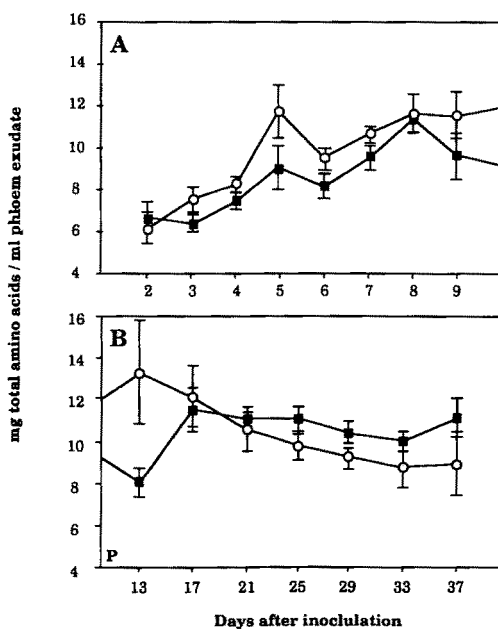 mg total amino acids / ml phloem exudate
A
16
14
12
10
8
6
4
2 3 4 5 6 7 8 9
B
16
14
12
10
8
6
4
P
13 17 21 25 29 33 37
Days after inoclulation